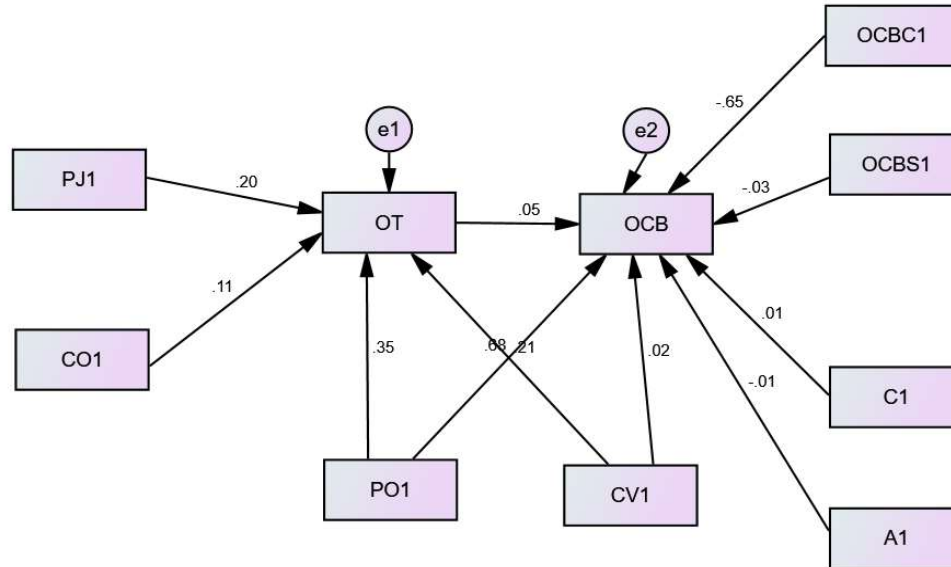 OCBC1
-.65
e1
e2
OCBS1
PJ1
.20
-.03
OT
.05
OCB
.11
.01
CO1
.35
.68
.21
.02
-.01
C1
PO1
CV1
A1